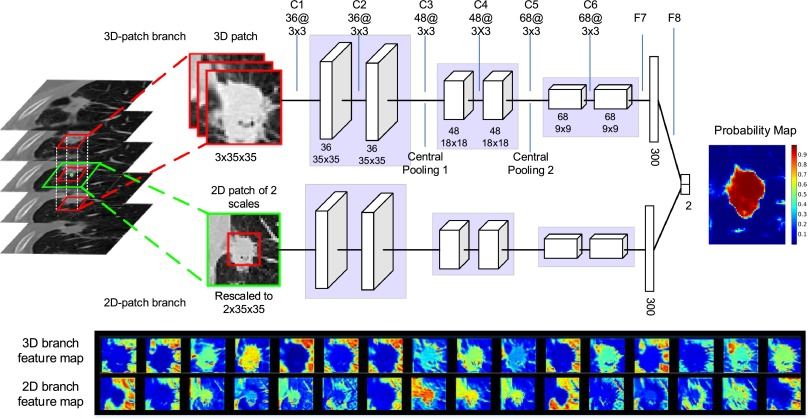 C1
36@
3x3
C2
36@
3x3
C3
48@
3x3
C4
48@
3X3
C5
68@
3x3
C6
68@
3x3
F7
F8
3D-patch branch
3D patch
3x35x35
36
35x35
36
35x35
48
18x18
48
18x18
68
9x9
68
9x9
Central
Pooling 1
Central
Pooling 2
300
2
Probability Map
0.9
0.8
0.7
0.6
0.5
0.4
0.3
0.2
0.1
2D patch of 2
scales
Rescaled to
2x35x35
2D-patch branch
300
3D branch
feature map
2D branch
feature map